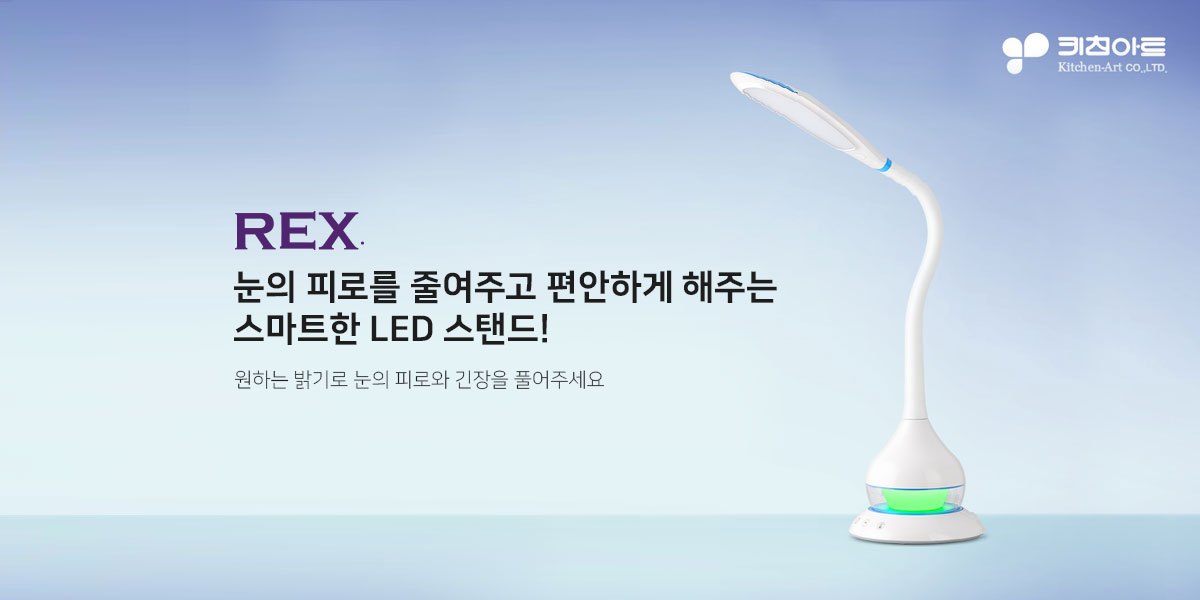 키친아트
Kitchen-Art CO.,LTD.
REX.
눈의 피로를 줄여주고 편안하게 해주는
스마트한 LED 스탠드!
원하는 밝기로 눈의 피로와 긴장을 풀어주세요